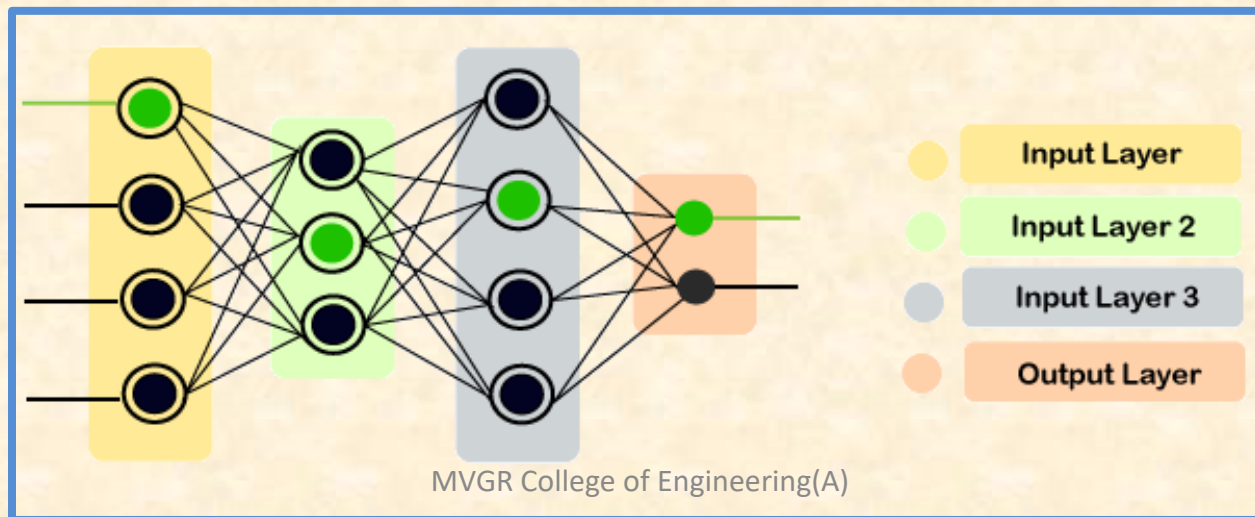 Input Layer
Input Layer 2
Input Layer 3
Output Layer
MVGR College of Engineering(A)